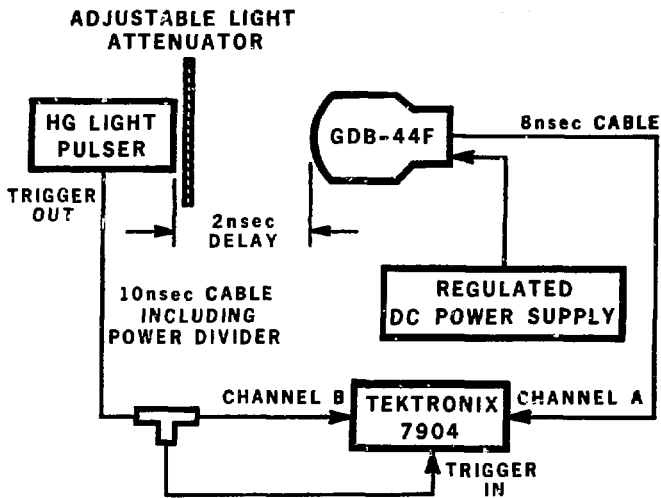 ADJUSTABLE LIGHT
ATTENUATOR
HG LIGHT
PULSER
GDB-44F
8nsec CABLE
TRIGGER
OUT
2nsec
DELAY
10nsec CABLE
INCLUDING
POWER DIVIDER
REGULATED
DC POWER SUPPLY
CHANNEL B
TEKTRONIX
7904
CHANNEL A
TRIGGER
IN